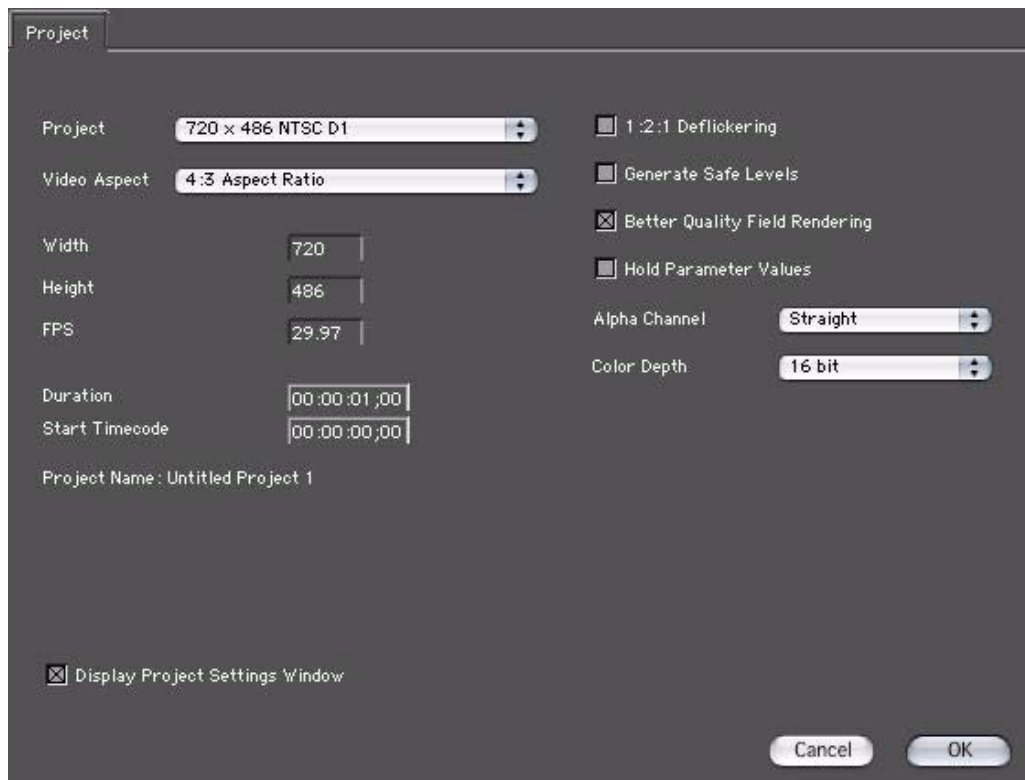 Project
Project 720 x 486 NTSC D1
Video Aspect 4:3 Aspect Ratio
Width 720
Height 486
FPS 29.97
Duration 00:00:01;00
Start Timecode 00:00:00;00
Project Name: Untitled Project 1
1:2:1 Deflickering
Generate Safe Levels
Better Quality Field Rendering
Hold Parameter Values
Alpha Channel Straight
Color Depth 16 bit
Display Project Settings Window
Cancel OK